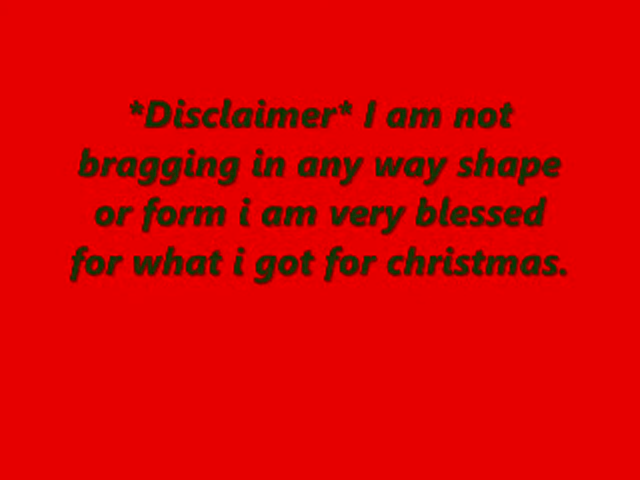 *Disclaimer* I am not
bragging in any way shape
or form i am very blessed
for what i got for christmas.